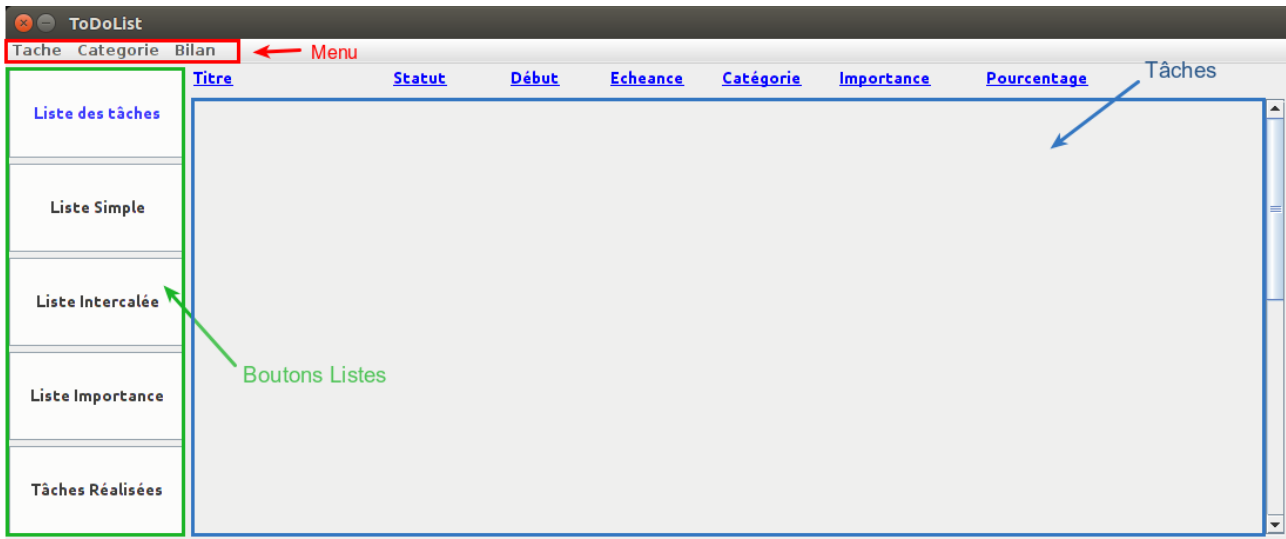 ToDoList
Tache Categorie Bilan
Menu
Titre Statut Début Echeance Catégorie Importance Pourcentage
Tâches
Liste des tâches
Liste Simple
Liste Intercalée
Boutons Listes
Liste Importance
Tâches Réalisées